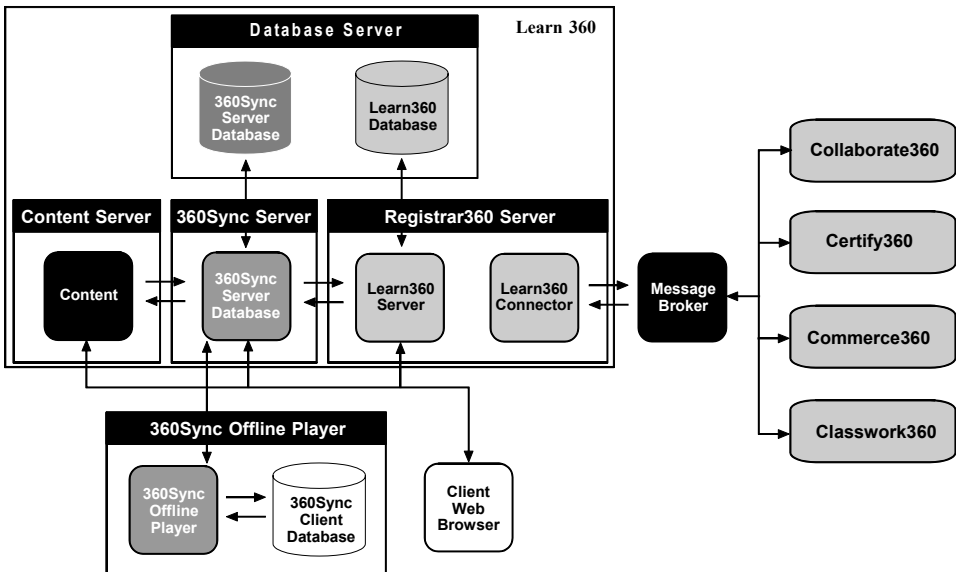 Database Server
Learn 360
360Sync
Server
Database
Learn360
Database
Content Server
360Sync Server
Registrar360 Server
Content
360Sync
Server
Database
Learn360
Server
Learn360
Connector
Message
Broker
Collaborate360
Certify360
Commerce360
Classwork360
360Sync Offline Player
360Sync
Offline
Player
360Sync
Client
Database
Client
Web
Browser